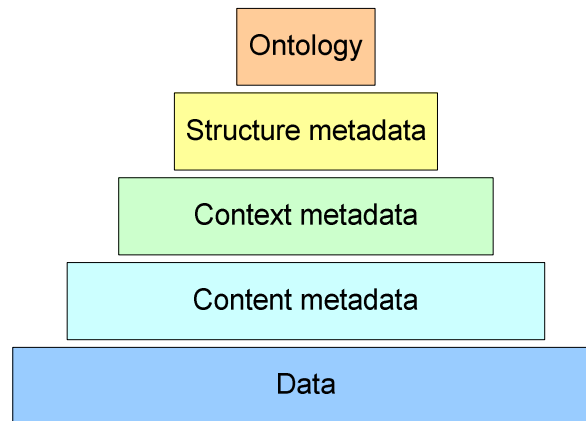 Ontology
Structure metadata
Context metadata
Content metadata
Data